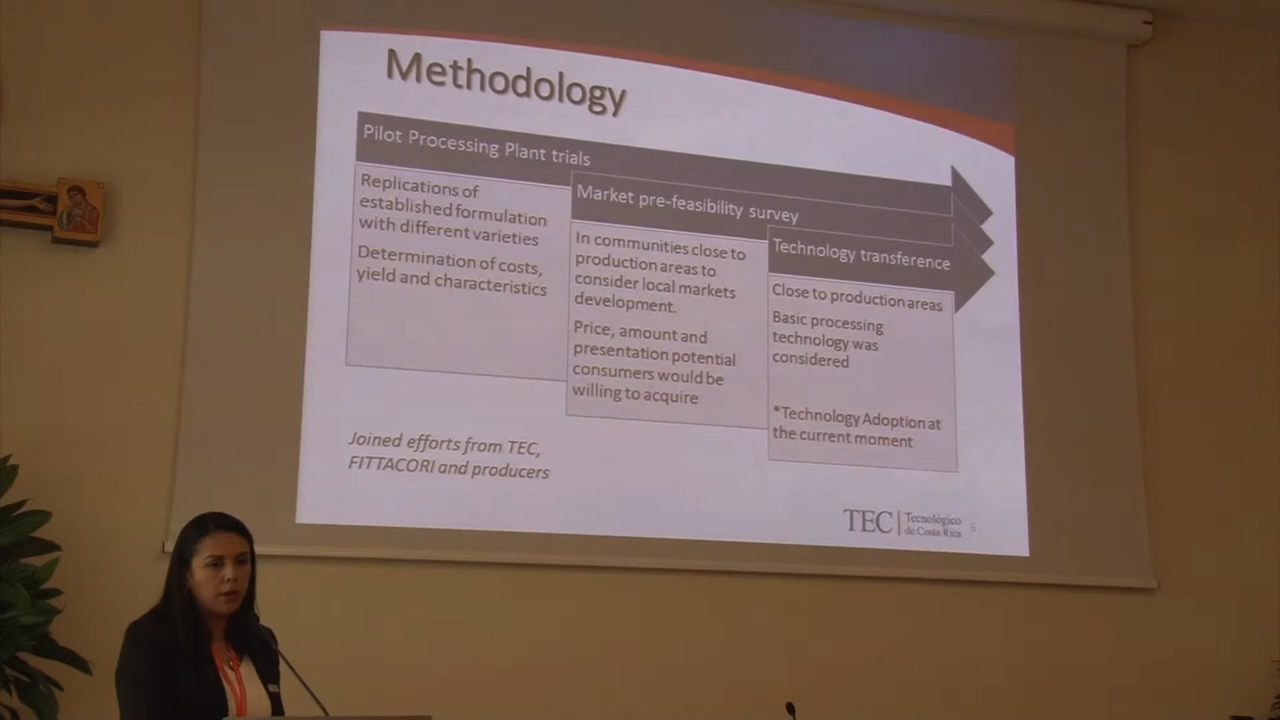 Methodology
Pilot Processing Plant trials
Replications of
established formulation
with different varieties
Determination of costs,
yield and characteristics
Market pre-feasibility survey
In communities close to
production areas to
consider local markets
development.
Price, amount and
presentation potential
consumers would be
willing to acquire
Technology transference
Close to production areas
Basic processing
technology was
considered
*Technology Adoption at
the current moment
Joined efforts from TEC,
FITTACORI and producers
TEC | Tecnológico
de Costa Rica
6